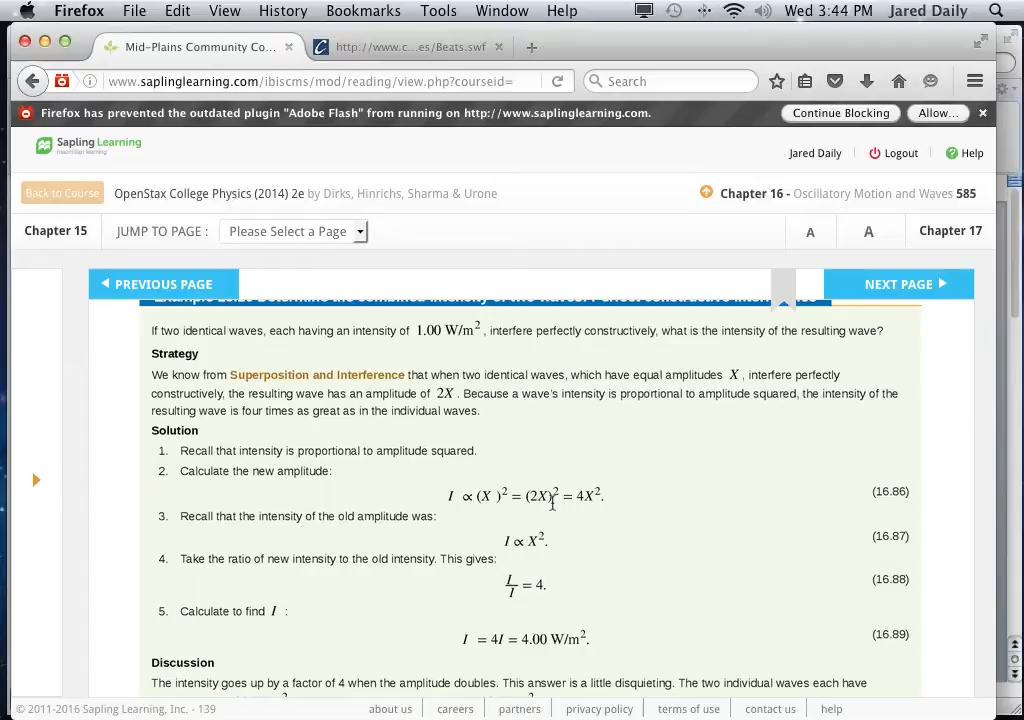 Firefox File Edit View History Bookmarks Tools Window Help Wed 3:44 PM Jared Daily
Mid-Plains Community Co... http://www.c...es/Beats.swf
www.saplinglearning.com/ibiscms/mod/reading/view.php?courseid= Search
Firefox has prevented the outdated plugin "Adobe Flash" from running on http://www.saplinglearning.com. Continue Blocking Allow...
Sapling Learning
macmillan learning
Jared Daily Logout Help
Back to Course OpenStax College Physics (2014) 2e by Dirks, Hinrichs, Sharma & Urone Chapter 16 - Oscillatory Motion and Waves 585
Chapter 15 JUMP TO PAGE : Please Select a Page A A Chapter 17
PREVIOUS PAGE NEXT PAGE
If two identical waves, each having an intensity of 1.00 W/m², interfere perfectly constructively, what is the intensity of the resulting wave?
Strategy
We know from Superposition and Interference that when two identical waves, which have equal amplitudes X, interfere perfectly
constructively, the resulting wave has an amplitude of 2X. Because a wave's intensity is proportional to amplitude squared, the intensity of the
resulting wave is four times as great as in the individual waves.
Solution
1. Recall that intensity is proportional to amplitude squared.
2. Calculate the new amplitude:
I ∝ (X )² = (2X)² = 4X². (16.86)
3. Recall that the intensity of the old amplitude was:
I ∝ X². (16.87)
4. Take the ratio of new intensity to the old intensity. This gives:
I/I = 4. (16.88)
5. Calculate to find I :
I = 4I = 4.00 W/m². (16.89)
Discussion
The intensity goes up by a factor of 4 when the amplitude doubles. This answer is a little disquieting. The two individual waves each have
© 2011-2016 Sapling Learning, Inc. - 139 about us careers partners privacy policy terms of use contact us help